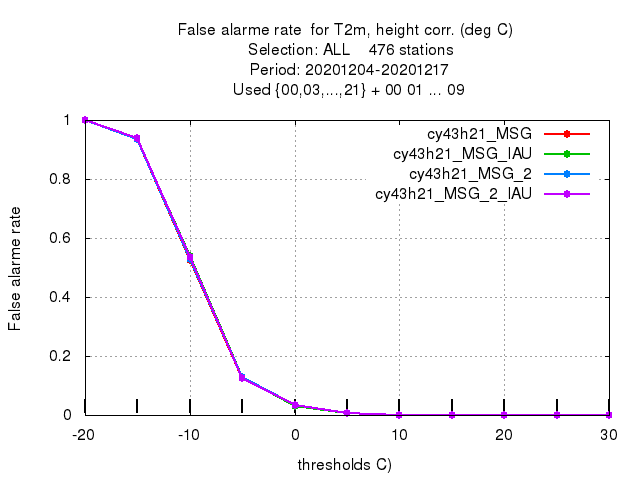 False alarme rate  for T2m, height corr. (deg C)
Selection: ALL    476 stations
Period: 20201204-20201217
Used {00,03,...,21} + 00 01 ... 09
cy43h21_MSG
cy43h21_MSG_IAU
cy43h21_MSG_2
cy43h21_MSG_2_IAU
False alarme rate
1
0.8
0.6
0.4
0.2
0
-20 -10 0 10 20 30
thresholds C)